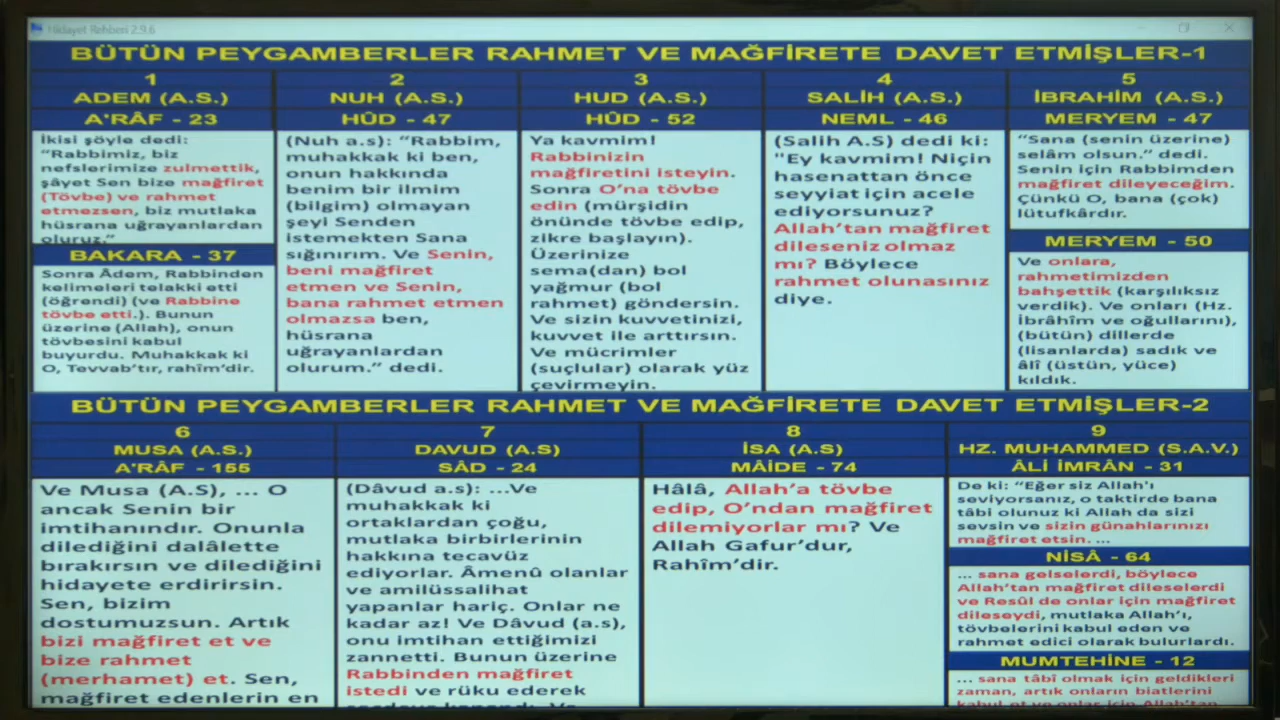 Hidayet Rehberi 2.9.6
BÜTÜN PEYGAMBERLER RAHMET VE MAĞFİRETE DAVET ETMİŞLER-1
1
ADEM (A.S.)
A'RÂF - 23
İkisi şöyle dedi:
“Rabbimiz, biz
nefslerimize zulmettik,
şâyet Sen bize mağfiret
(Tövbe) ve rahmet
etmezsen, biz mutlaka
hüsrana uğrayanlardan
oluruz.”
BAKARA - 37
Sonra Âdem, Rabbinden
kelimeleri telakki etti
(öğrendi) (ve Rabbine
tövbe etti.). Bunun
üzerine (Allah), onun
tövbesini kabul
buyurdu. Muhakkak ki
O, Tevvab’tır, rahîm’dir.
2
NUH (A.S.)
HÛD - 47
(Nuh a.s): “Rabbim,
muhakkak ki ben,
onun hakkında
benim bir ilmim
(bilgim) olmayan
şeyi Senden
istemekten Sana
sığınırım. Ve Senin,
beni mağfiret
etmen ve Senin,
bana rahmet etmen
olmazsa ben,
hüsrana
uğrayanlardan
olurum.” dedi.
3
HUD (A.S.)
HÛD - 52
Ya kavmim!
Rabbinizin
mağfiretini isteyin.
Sonra O’na tövbe
edin (mürşidin
önünde tövbe edip,
zikre başlayın).
Üzerinize
sema(dan) bol
yağmur (bol
rahmet) göndersin.
Ve sizin kuvvetinizi,
kuvvet ile arttırsın.
Ve mücrimler
(suçlular) olarak yüz
çevirmeyin.
4
SALİH (A.S.)
NEML - 46
(Salih A.S) dedi ki:
"Ey kavmim! Niçin
hasenattan önce
seyyiat için acele
ediyorsunuz?
Allah’tan mağfiret
dileseniz olmaz
mı? Böylece
rahmet olunasınız
diye.
5
İBRAHİM (A.S.)
MERYEM - 47
“Sana (senin üzerine)
selâm olsun.” dedi.
Senin için Rabbimden
mağfiret dileyeceğim.
Çünkü O, bana (çok)
lütufkârdır.
MERYEM - 50
Ve onlara,
rahmetimizden
bahşettik (karşılıksız
verdik). Ve onları (Hz.
İbrâhîm ve oğullarını),
(bütün) dillerde
(lisanlarda) sadık ve
âlî (üstün, yüce)
kıldık.
BÜTÜN PEYGAMBERLER RAHMET VE MAĞFİRETE DAVET ETMİŞLER-2
6
MUSA (A.S.)
A'RÂF - 155
Ve Musa (A.S), ... O
ancak Senin bir
imtihanındır. Onunla
dilediğini dalâlette
bırakırsın ve dilediğini
hidayete erdirirsin.
Sen, bizim
dostumuzsun. Artık
bizi mağfiret et ve
bize rahmet
(merhamet) et. Sen,
mağfiret edenlerin en
7
DAVUD (A.S)
SÂD - 24
(Dâvud a.s): ...Ve
muhakkak ki
ortaklardan çoğu,
mutlaka birbirlerinin
hakkına tecavüz
ediyorlar. Âmenû olanlar
ve amilüssalihat
yapanlar hariç. Onlar ne
kadar az! Ve Dâvud (a.s),
onu imtihan ettiğimizi
zannetti. Bunun üzerine
Rabbinden mağfiret
istedi ve rüku ederek
8
İSA (A.S)
MÂİDE - 74
Hâlâ, Allah’a tövbe
edip, O’ndan mağfiret
dilemiyorlar mı? Ve
Allah Gafur’dur,
Rahîm’dir.
9
HZ. MUHAMMED (S.A.V.)
ÂLİ İMRÂN - 31
De ki: “Eğer siz Allah'ı
seviyorsanız, o taktirde bana
tâbi olunuz ki Allah da sizi
sevsin ve sizin günahlarınızı
mağfiret etsin. ...
NİSÂ - 64
... sana gelselerdi, böylece
Allah’tan mağfiret dileselerdi
ve Resûl de onlar için mağfiret
dileseydi, mutlaka Allah’ı,
tövbelerini kabul eden ve
rahmet edici olarak bulurlardı.
MUMTEHİNE - 12
... sana tâbî olmak için geldikleri
zaman, artık onların biatlerini
kabul et ve onlar için Allah’tan